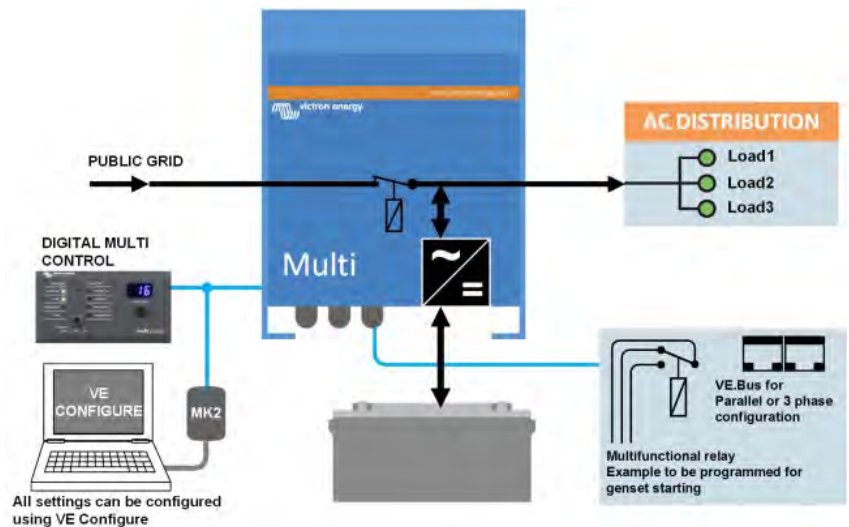 victron energy
PUBLIC GRID
AC DISTRIBUTION
Load1
Load2
Load3
DIGITAL MULTI
CONTROL
16
Multi
VE
CONFIGURE
MK2
All settings can be configured
using VE Configure
VE.Bus for
Parallel or 3 phase
configuration
Multifunctional relay
Example to be programmed for
genset starting